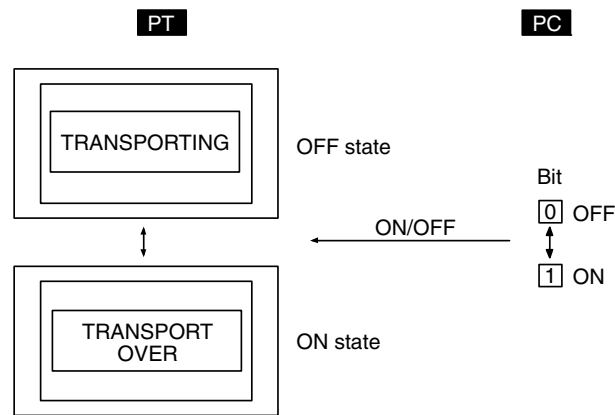 PT PC
TRANSPORTING
OFF state
Bit
0 OFF
ON/OFF
1 ON
TRANSPORT
OVER
ON state